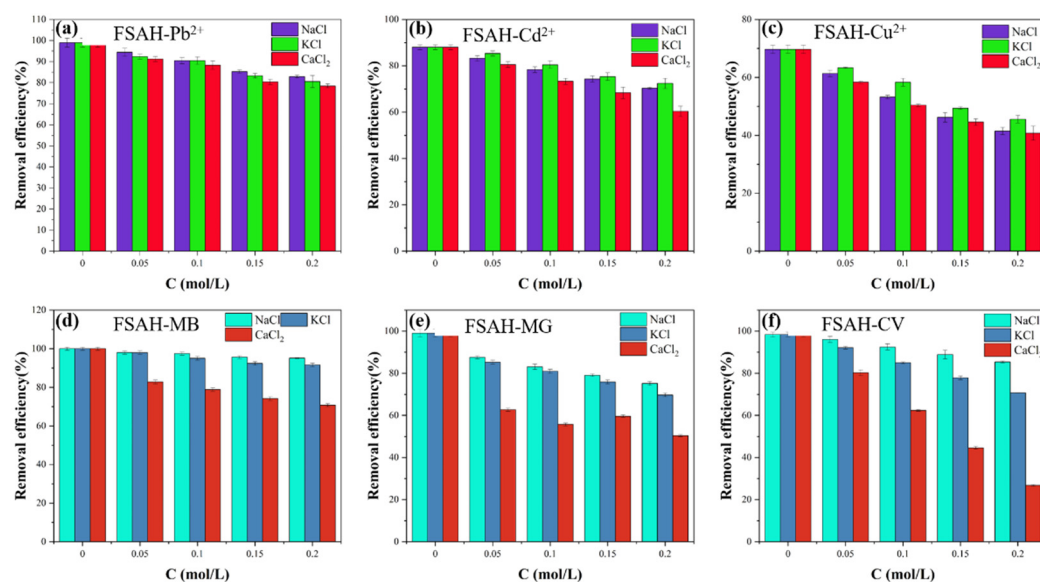 (a) FSAH-Pb²⁺
NaCl
KCl
CaCl₂
Removal efficiency(%)
110
100
90
80
70
60
50
40
30
20
10
0
0 0.05 0.1 0.15 0.2
C (mol/L)
(b) FSAH-Cd²⁺
NaCl
KCl
CaCl₂
Removal efficiency(%)
100
80
60
40
20
0
0 0.05 0.1 0.15 0.2
C (mol/L)
(c) FSAH-Cu²⁺
NaCl
KCl
CaCl₂
Removal efficiency(%)
80
60
40
20
0
0 0.05 0.1 0.15 0.2
C (mol/L)
(d) FSAH-MB
NaCl KCl
CaCl₂
Removal efficiency(%)
120
100
80
60
40
20
0
0 0.05 0.1 0.15 0.2
C (mol/L)
(e) FSAH-MG
NaCl
KCl
CaCl₂
Removal efficiency(%)
100
80
60
40
20
0
0 0.05 0.1 0.15 0.2
C (mol/L)
(f) FSAH-CV
NaCl
KCl
CaCl₂
Removal efficiency(%)
100
80
60
40
20
0
0 0.05 0.1 0.15 0.2
C (mol/L)